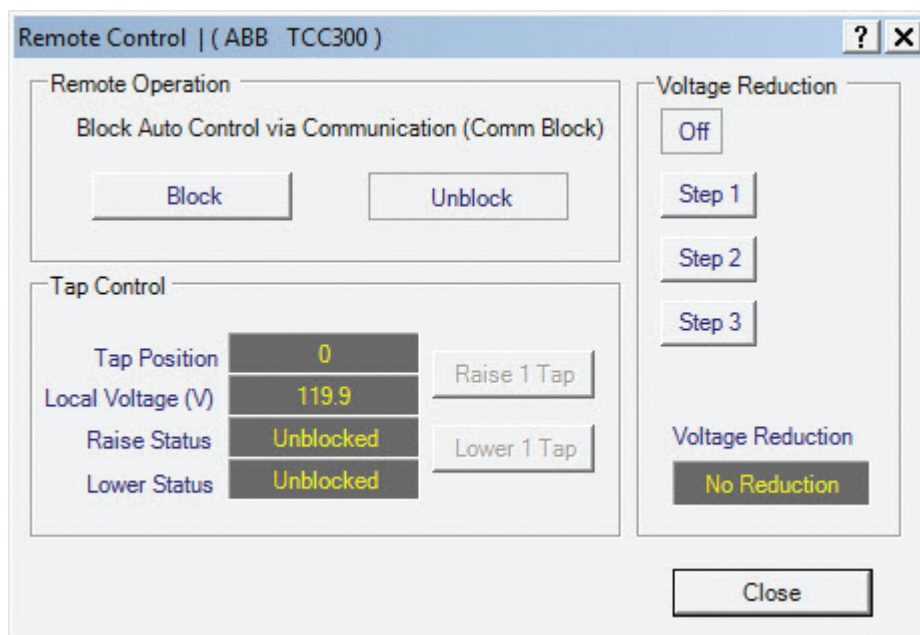 Remote Control | ( ABB TCC300 )
? X
Remote Operation
Block Auto Control via Communication (Comm Block)
Block Unblock
Tap Control
Tap Position 0
Local Voltage (V) 119.9
Raise Status Unblocked
Lower Status Unblocked
Raise 1 Tap
Lower 1 Tap
Voltage Reduction
Off
Step 1
Step 2
Step 3
Voltage Reduction
No Reduction
Close